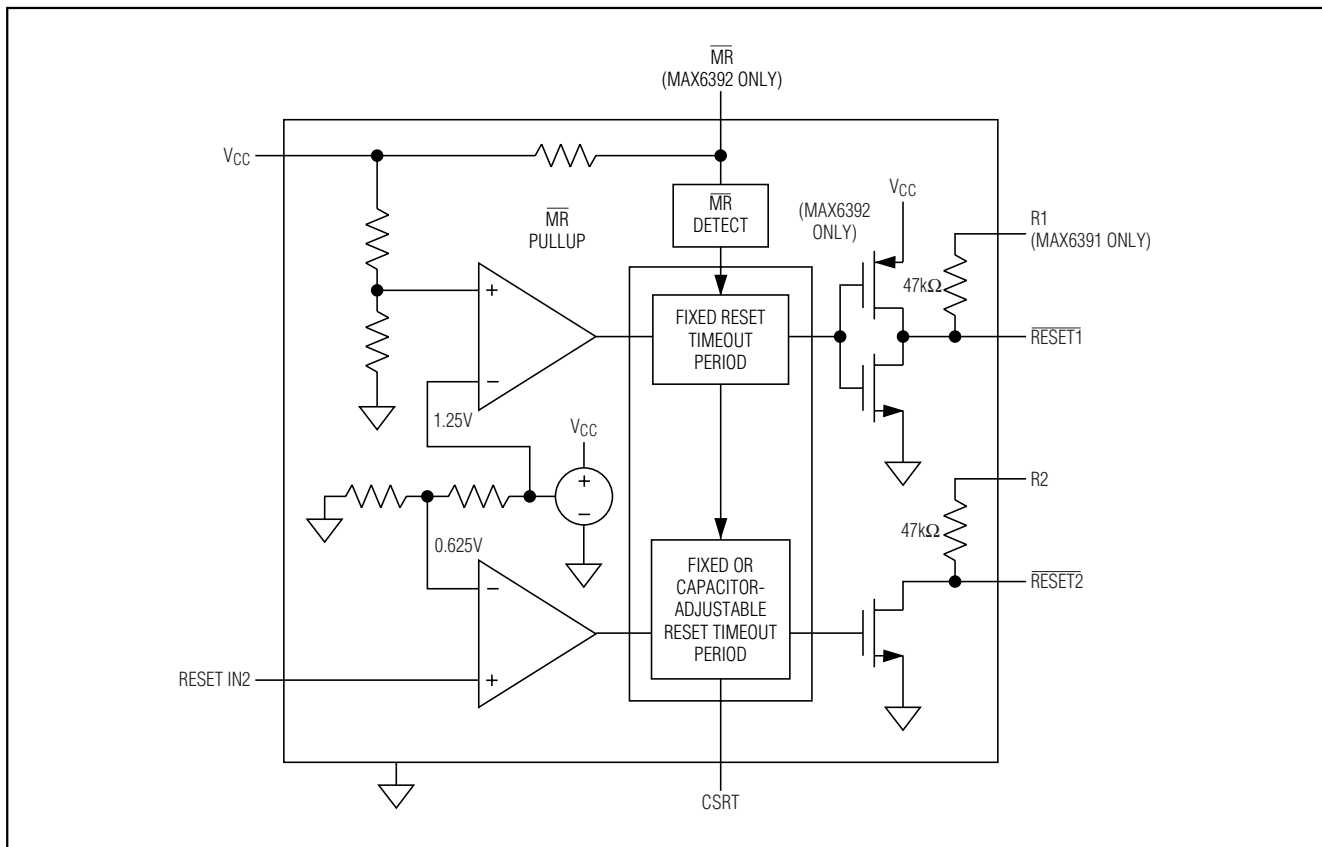 MR
(MAX6392 ONLY)
VCC
MR
DETECT
VCC
(MAX6392
ONLY)
R1
(MAX6391 ONLY)
MR
PULLUP
47kΩ
+
FIXED RESET
TIMEOUT
PERIOD
RESET1
−
1.25V
VCC
+
−
R2
47kΩ
0.625V
FIXED OR
CAPACITOR-
ADJUSTABLE
RESET TIMEOUT
PERIOD
RESET2
−
RESET IN2
+
CSRT